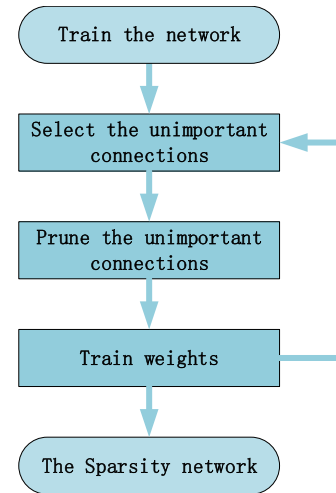 Train the network
Select the unimportant
connections
Prune the unimportant
connections
Train weights
The Sparsity network